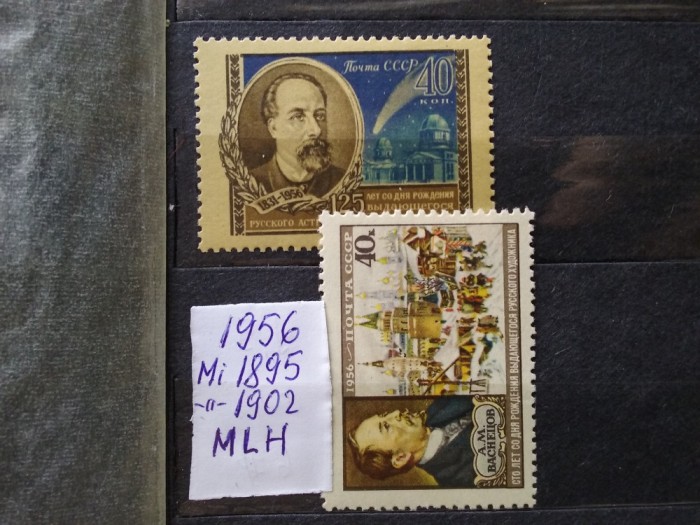 Почта СССР 40
КОП.
1831-1956
125
ЛЕТ СО ДНЯ РОЖДЕНИЯ
ВЫДАЮЩЕГОСЯ
РУССКОГО
1956 ПОЧТА СССР 40к
А.М.
ВАСНЕЦОВ
СТО ЛЕТ СО ДНЯ РОЖДЕНИЯ ВЫДАЮЩЕГОСЯ РУССКОГО ХУДОЖНИКА
1956
Mi 1895
-"- 1902
MLH